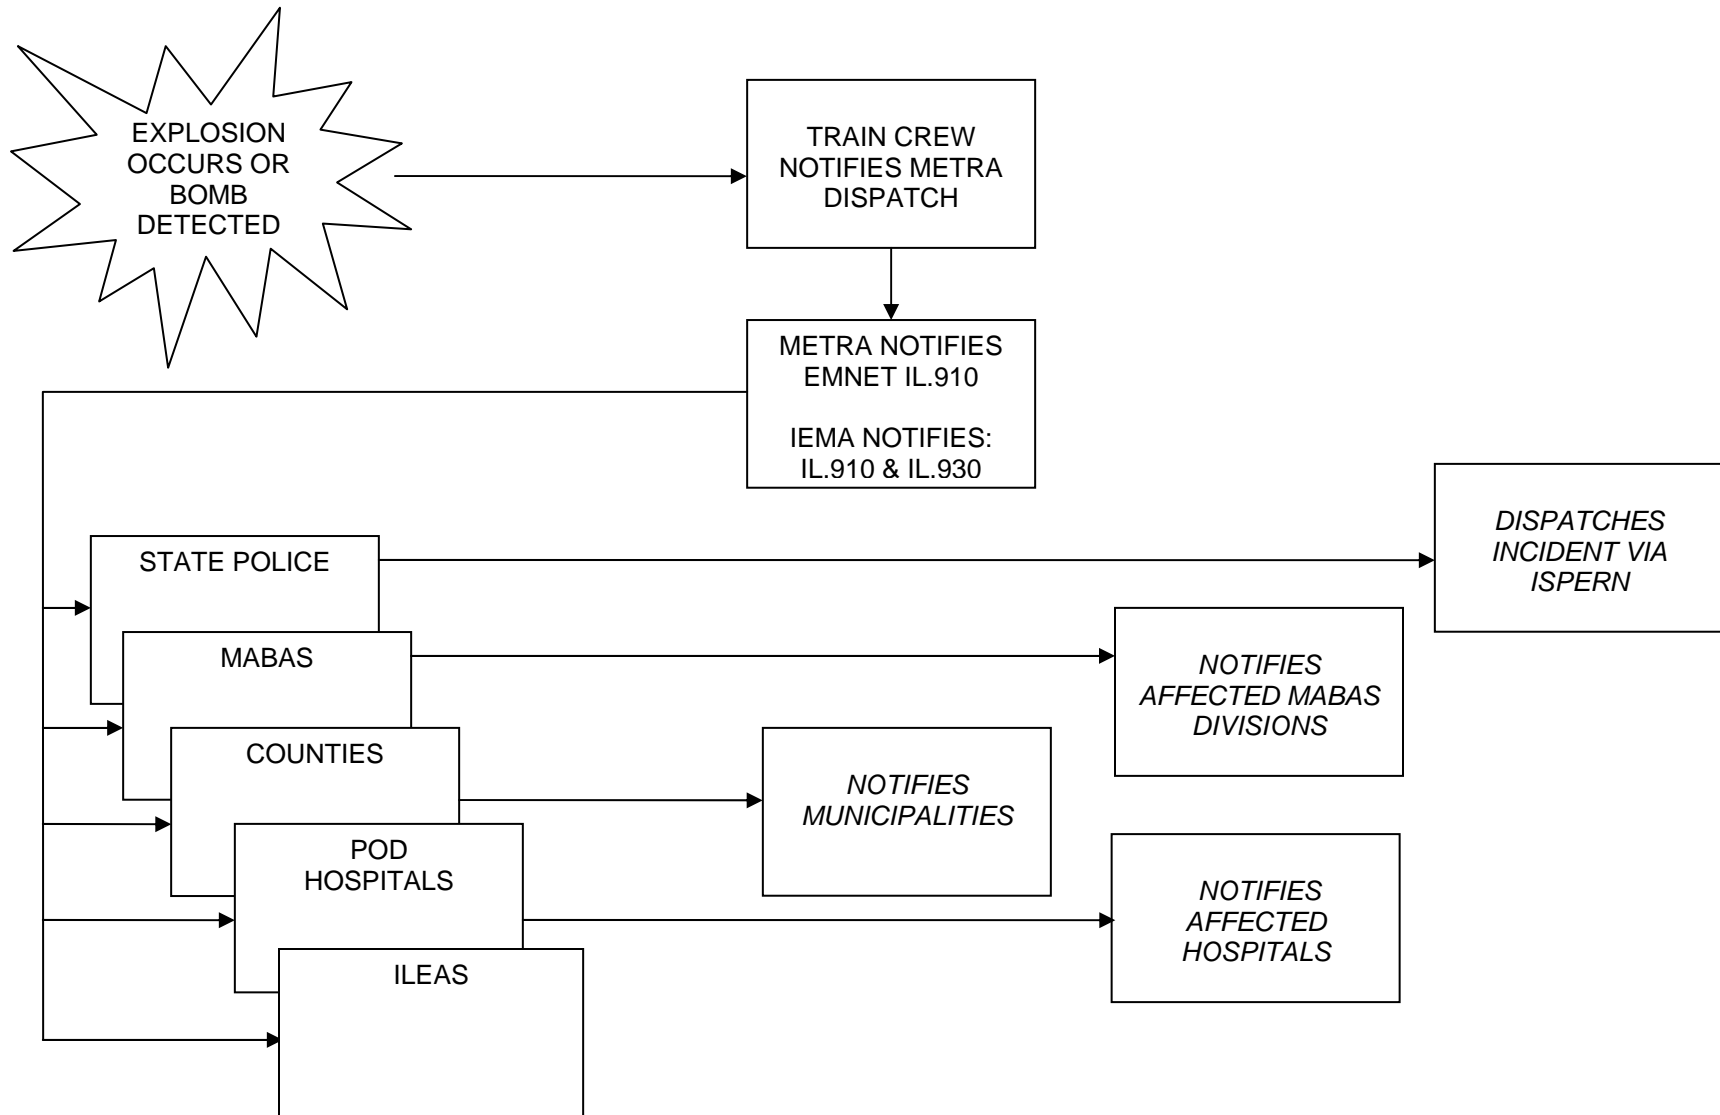 EXPLOSION
OCCURS OR
BOMB
DETECTED
TRAIN CREW
NOTIFIES METRA
DISPATCH
METRA NOTIFIES
EMNET IL.910
IEMA NOTIFIES:
IL.910 & IL.930
STATE POLICE
DISPATCHES
INCIDENT VIA
ISPERN
MABAS
NOTIFIES
AFFECTED MABAS
DIVISIONS
COUNTIES
NOTIFIES
MUNICIPALITIES
POD
HOSPITALS
NOTIFIES
AFFECTED
HOSPITALS
ILEAS